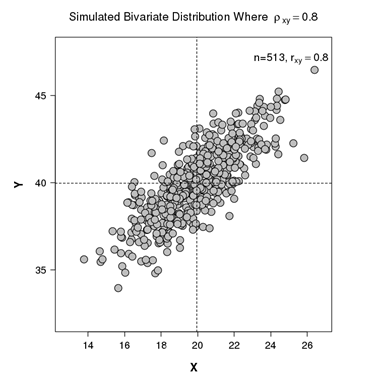 Simulated Bivariate Distribution Where ρxy = 0.8
n=513, rxy = 0.8
45
40
35
Y
14 16 18 20 22 24 26
X